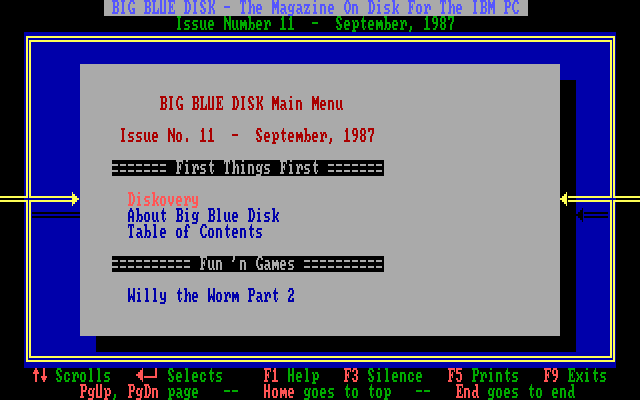 BIG BLUE DISK - The Magazine On Disk For The IBM PC
Issue Number 11 - September, 1987
BIG BLUE DISK Main Menu
Issue No. 11 - September, 1987
======= First Things First =======
Diskovery
About Big Blue Disk
Table of Contents
========== Fun 'n Games ==========
Willy the Worm Part 2
↑↓ Scrolls ◄─┘ Selects F1 Help F3 Silence F5 Prints F9 Exits
PgUp, PgDn page -- Home goes to top -- End goes to end